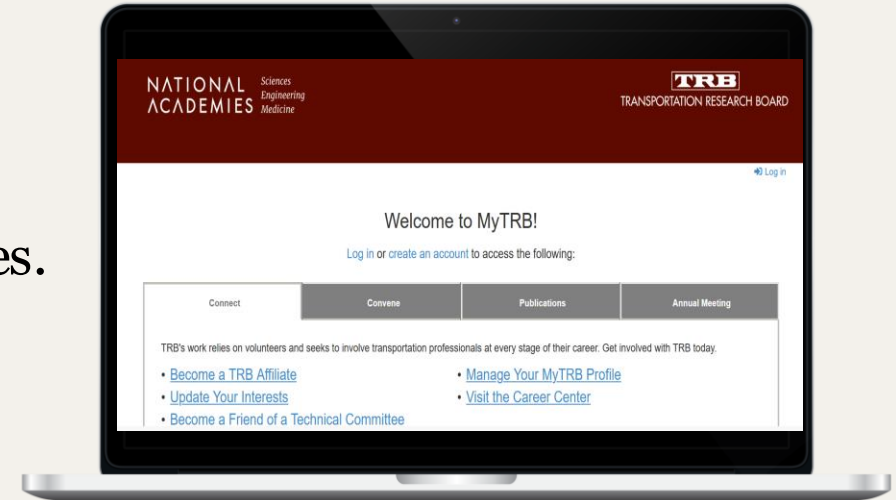 NATIONAL
ACADEMIES
Sciences
Engineering
Medicine
TRB
TRANSPORTATION RESEARCH BOARD
Log in
Welcome to MyTRB!
Log in or create an account to access the following:
Connect Convene Publications Annual Meeting
TRB's work relies on volunteers and seeks to involve transportation professionals at every stage of their career. Get involved with TRB today.
• Become a TRB Affiliate • Manage Your MyTRB Profile
• Update Your Interests • Visit the Career Center
• Become a Friend of a Technical Committee